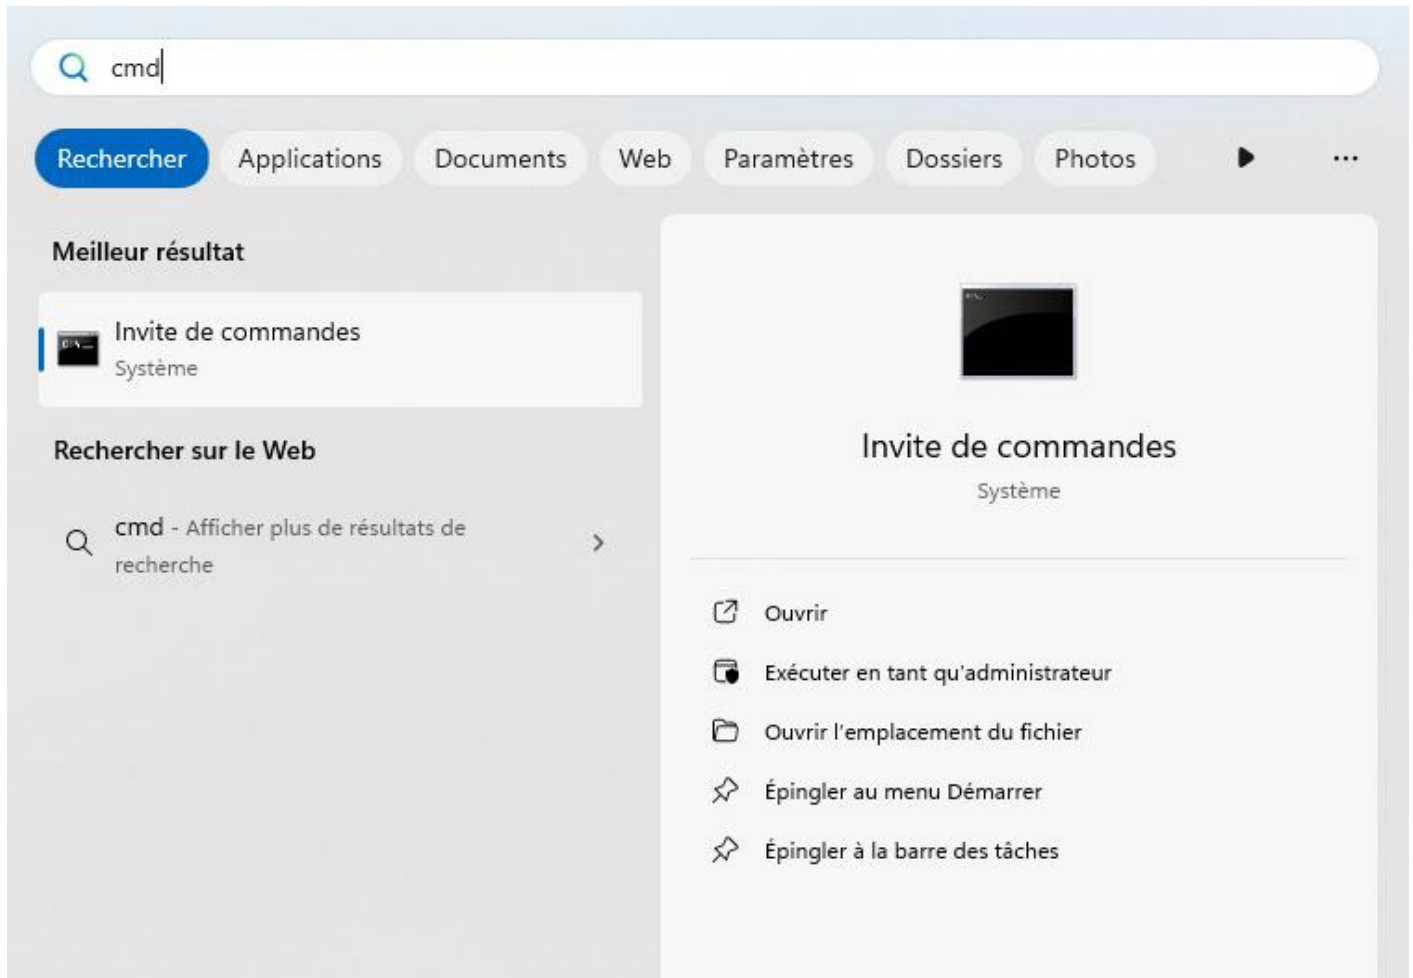 cmd
Rechercher Applications Documents Web Paramètres Dossiers Photos
Meilleur résultat
Invite de commandes
Système
Rechercher sur le Web
cmd - Afficher plus de résultats de
recherche
Invite de commandes
Système
Ouvrir
Exécuter en tant qu'administrateur
Ouvrir l'emplacement du fichier
Épingler au menu Démarrer
Épingler à la barre des tâches